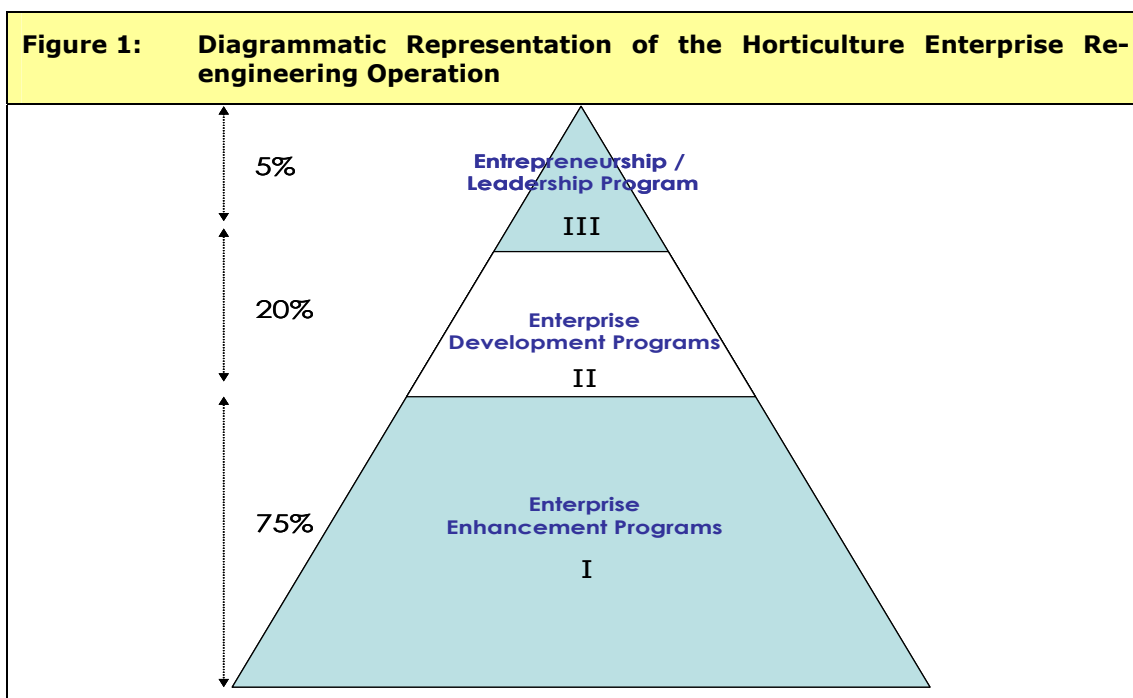 Figure 1: Diagrammatic Representation of the Horticulture Enterprise Re-
engineering Operation
5%
Entrepreneurship /
Leadership Program
III
20%
Enterprise
Development Programs
II
75%
Enterprise
Enhancement Programs
I